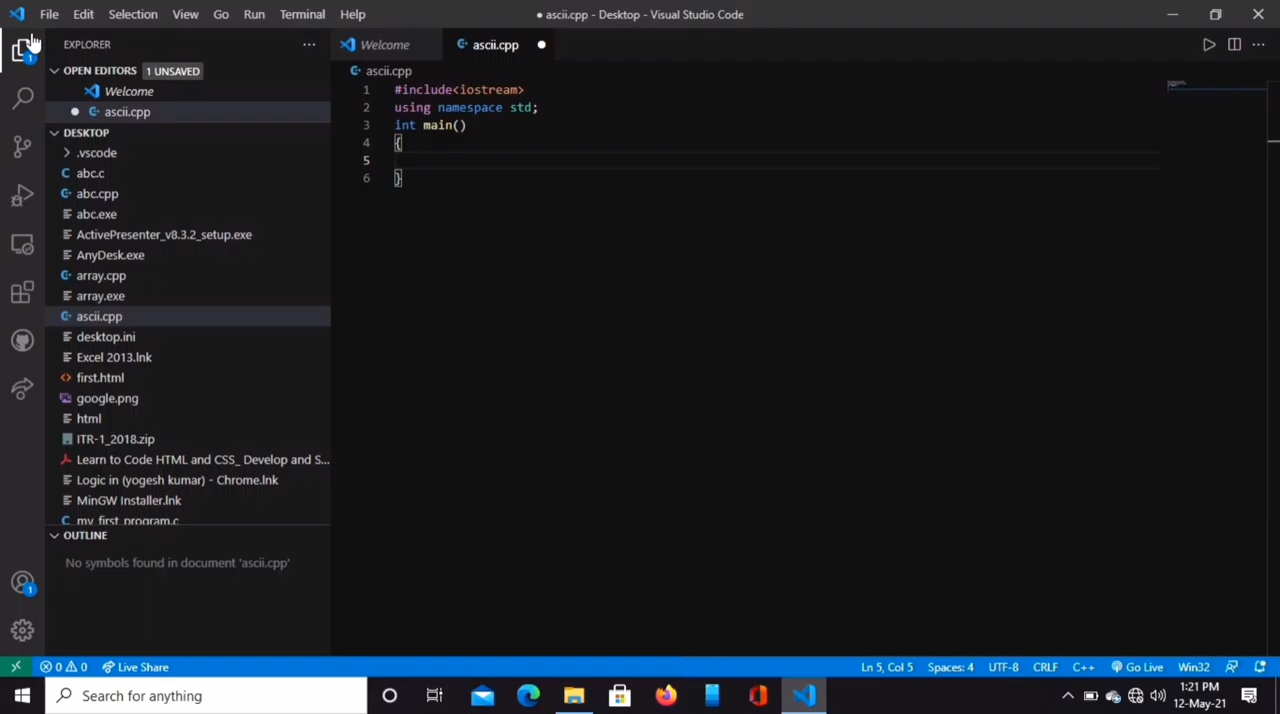 File Edit Selection View Go Run Terminal Help
● ascii.cpp - Desktop - Visual Studio Code
1
EXPLORER ···
OPEN EDITORS 1 UNSAVED
Welcome
● ascii.cpp
DESKTOP
.vscode
abc.c
abc.cpp
abc.exe
ActivePresenter_v8.3.2_setup.exe
AnyDesk.exe
array.cpp
array.exe
ascii.cpp
desktop.ini
Excel 2013.lnk
first.html
google.png
html
ITR-1_2018.zip
Learn to Code HTML and CSS_ Develop and S...
Logic in (yogesh kumar) - Chrome.lnk
MinGW Installer.lnk
my_first_program.c
OUTLINE
No symbols found in document 'ascii.cpp'
1
Welcome ascii.cpp ●
ascii.cpp
1 #include<iostream>
2 using namespace std;
3 int main()
4 {
5
6 }
0 0 Live Share
Ln 5, Col 5 Spaces: 4 UTF-8 CRLF C++ Go Live Win32
Search for anything
1:21 PM
12-May-21